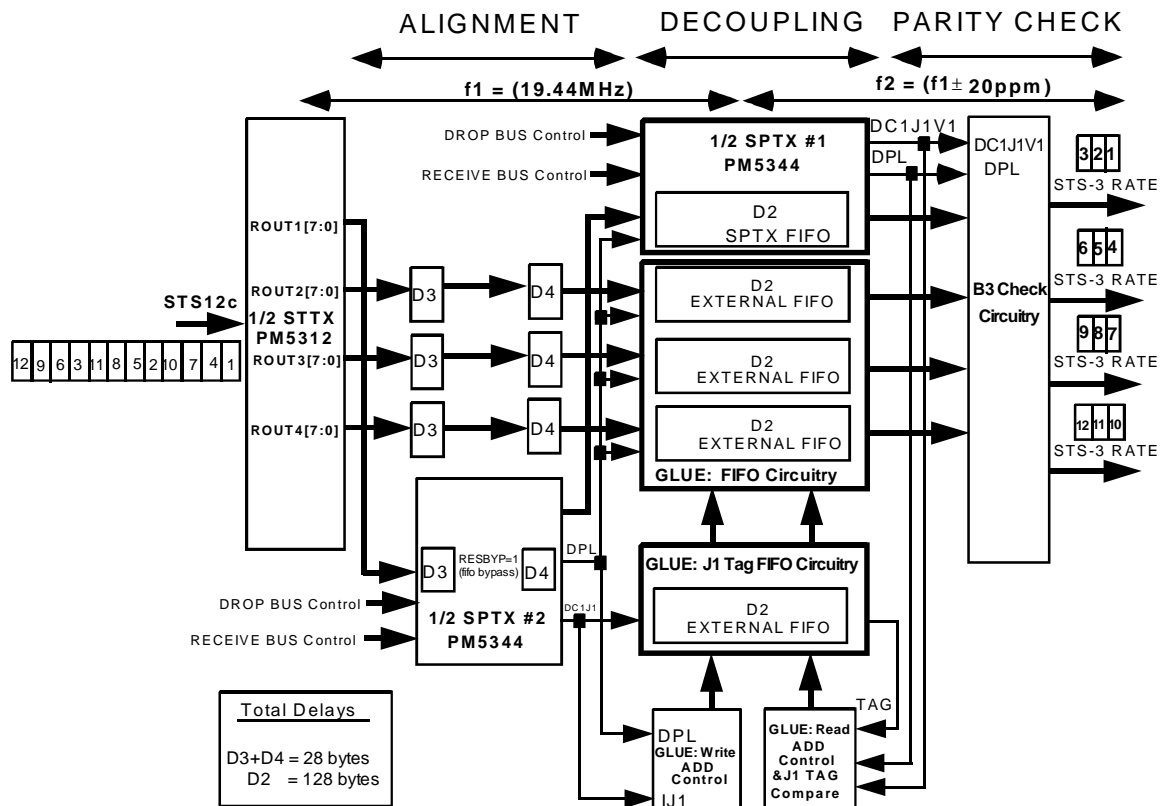 ALIGNMENT
DECOUPLING
PARITY CHECK
f1 = (19.44MHz)
f2 = (f1± 20ppm)
DROP BUS Control
RECEIVE BUS Control
1/2 SPTX #1
PM5344
D2
SPTX FIFO
DC1J1V1
DPL
DC1J1V1
DPL
B3 Check
Circuitry
3 2 1
STS-3 RATE
6 5 4
STS-3 RATE
9 8 7
STS-3 RATE
12 11 10
STS-3 RATE
STS12c
12 9 6 3 11 8 5 2 10 7 4 1
1/2 STTX
PM5312
ROUT1[7:0]
ROUT2[7:0]
ROUT3[7:0]
ROUT4[7:0]
D3
D4
D3
D4
D3
D4
D2
EXTERNAL FIFO
D2
EXTERNAL FIFO
D2
EXTERNAL FIFO
GLUE: FIFO Circuitry
D3
RESBYP=1
(fifo bypass)
D4
1/2 SPTX #2
PM5344
DROP BUS Control
RECEIVE BUS Control
DPL
DC1J1
GLUE: J1 Tag FIFO Circuitry
D2
EXTERNAL FIFO
TAG
DPL
GLUE: Write
ADD
Control
IJ1
GLUE: Read
ADD
Control
&J1 TAG
Compare
Total Delays
D3+D4 = 28 bytes
D2 = 128 bytes